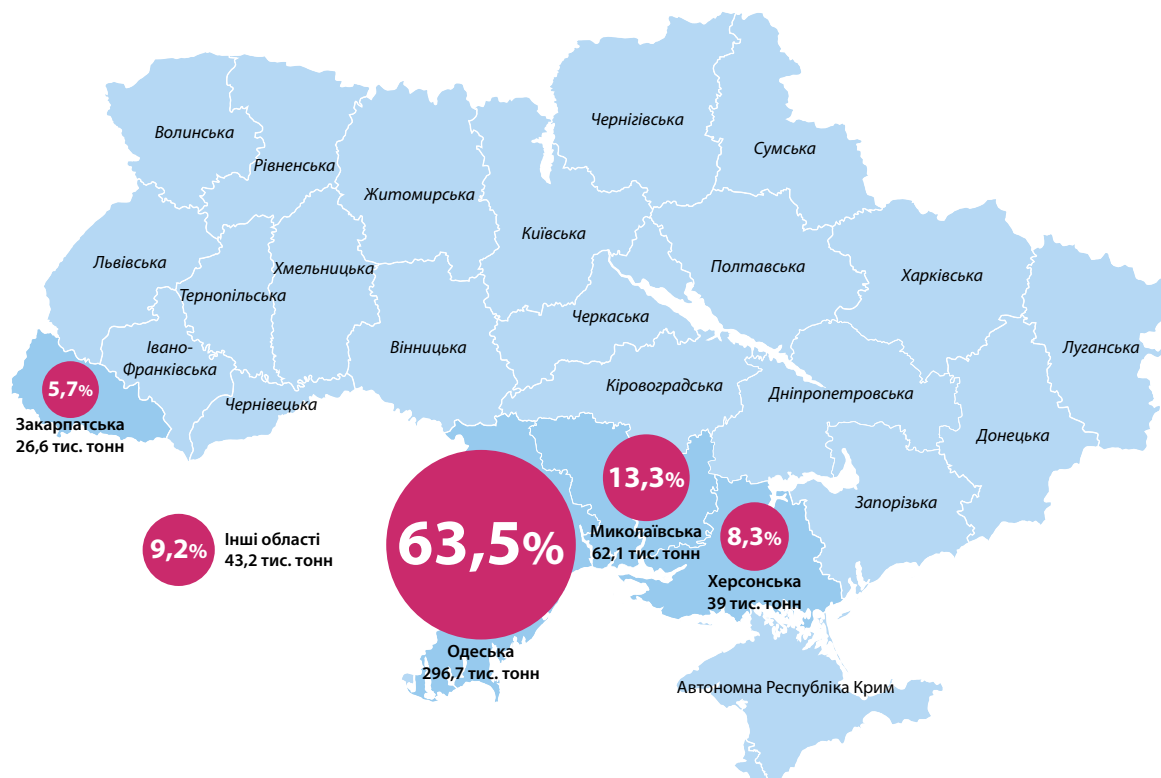 Чернігівська
Волинська
Сумська
Рівненська
Житомирська
Київська
Львівська
Хмельницька
Полтавська
Харківська
Тернопільська
Черкаська
Івано-
Франківська
Вінницька
Луганська
5,7%
Закарпатська
26,6 тис. тонн
Чернівецька
Кіровоградська
Дніпропетровська
Донецька
13,3%
Миколаївська
62,1 тис. тонн
Запорізька
63,5%
Одеська
296,7 тис. тонн
8,3%
Херсонська
39 тис. тонн
9,2%
Інші області
43,2 тис. тонн
Автономна Республіка Крим